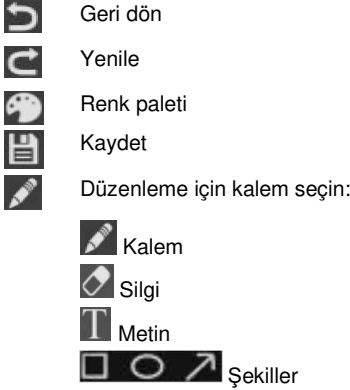 Geri dön
Yenile
Renk paleti
Kaydet
Düzenleme için kalem seçin:
Kalem
Silgi
T Metin
Şekiller